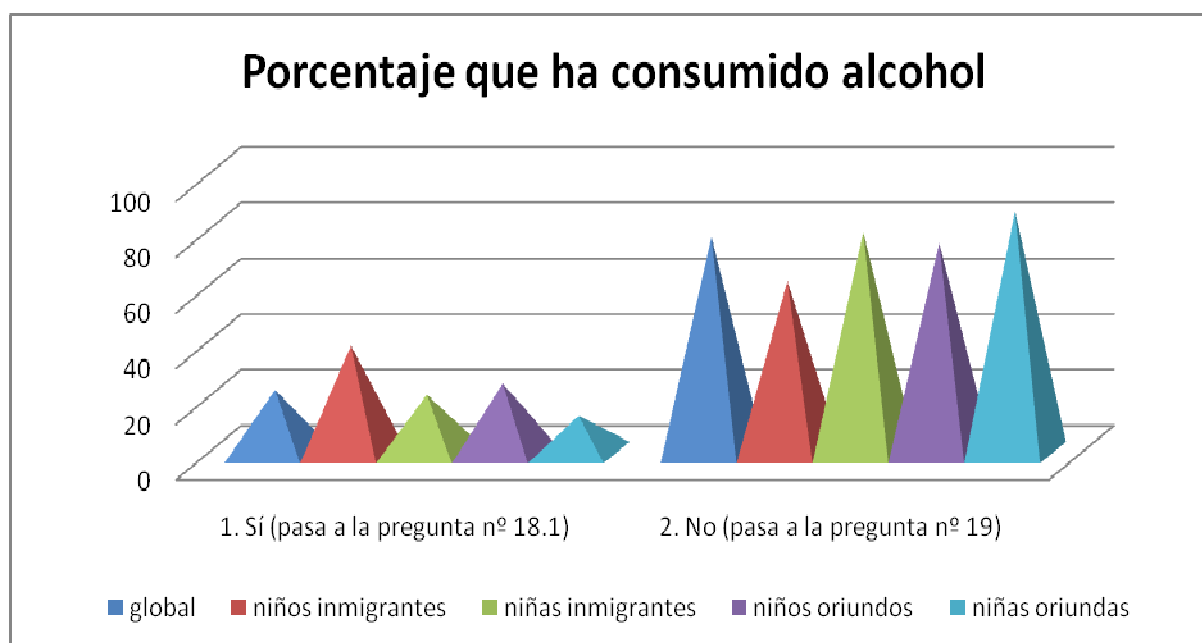 Porcentaje que ha consumido alcohol
100
80
60
40
20
0
1. Sí (pasa a la pregunta nº 18.1) 2. No (pasa a la pregunta nº 19)
global niños inmigrantes niñas inmigrantes niños oriundos niñas oriundas